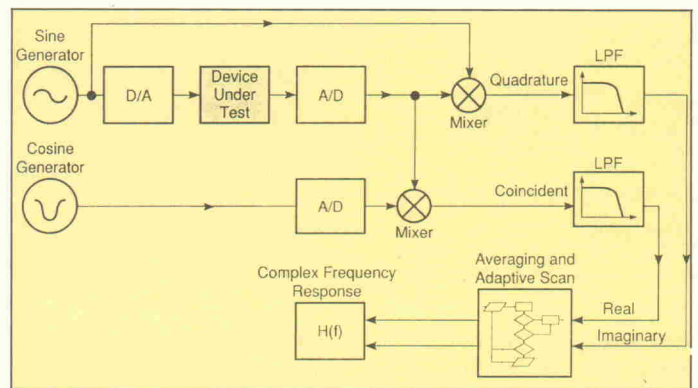 Sine
Generator
D/A
Device
Under
Test
A/D
Quadrature
Mixer
LPF
Cosine
Generator
A/D
Mixer
Coincident
LPF
Complex Frequency
Response
H(f)
Averaging and
Adaptive Scan
Real
Imaginary